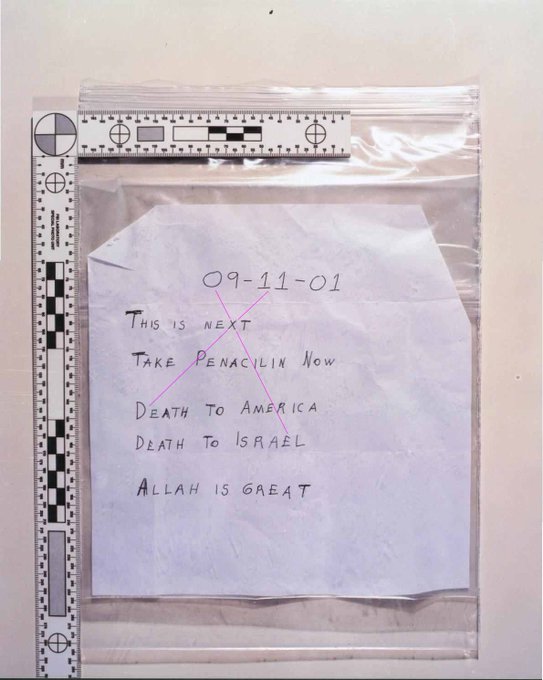 09-11-01
THIS IS NEXT
TAKE PENACILIN NOW
DEATH TO AMERICA
DEATH TO ISRAEL
ALLAH IS GREAT